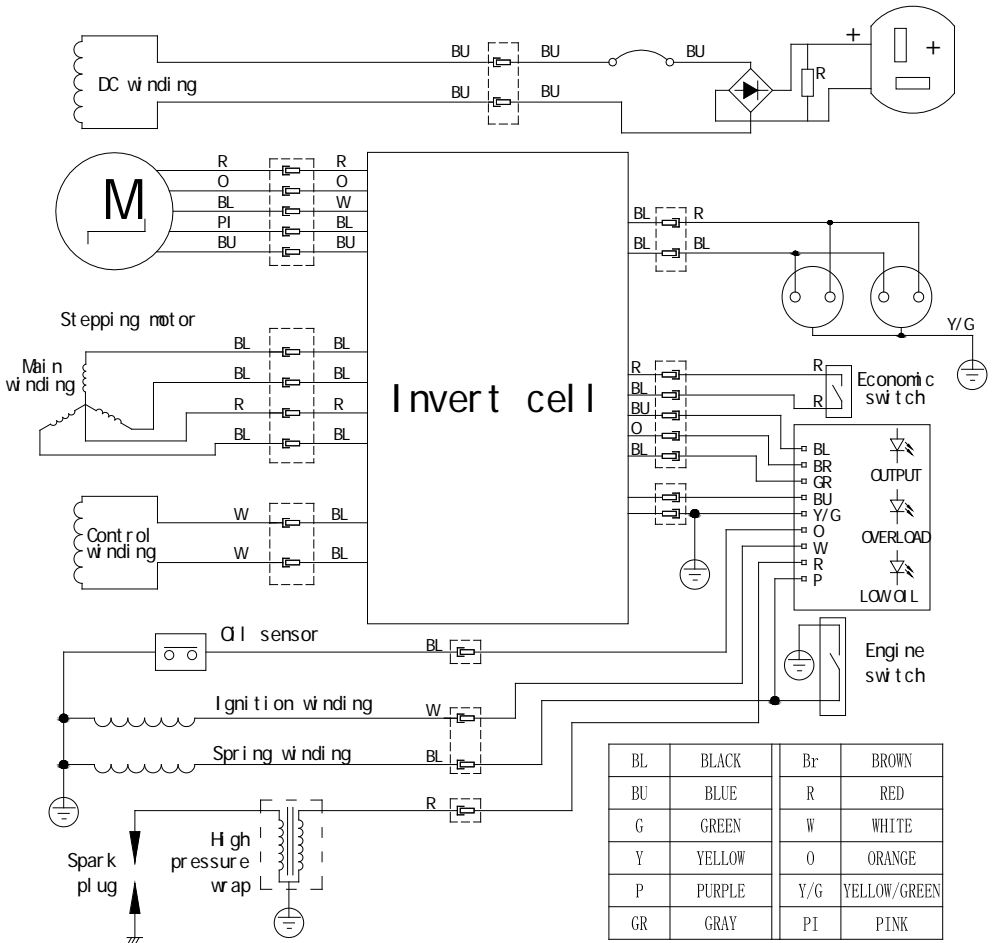 DC winding
BU BU BU
BU BU
R
+
+
M
R R
O O
BL W
PI BL
BU BU
Stepping motor
Main
winding
BL BL
BL BL
R R
BL BL
Control
winding
W BL
W BL
Invert cell
BL R
BL BL
Y/G
R
BL
BU
O
BL
R
R
Economic
switch
BL
BR
GR
BU
Y/G
O
W
R
P
OUTPUT
OVERLOAD
LOW OIL
Engine
switch
Oil sensor
BL
Ignition winding
W
Spring winding
BL
R
Spark
plug
High
pressure
wrap
BL BLACK Br BROWN
BU BLUE R RED
G GREEN W WHITE
Y YELLOW O ORANGE
P PURPLE Y/G YELLOW/GREEN
GR GRAY PI PINK